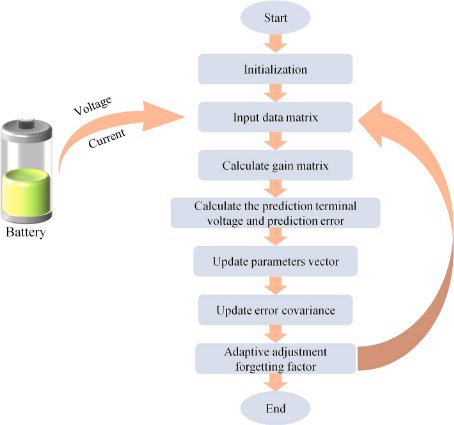 Start
Initialization
Voltage
Current
Input data matrix
Calculate gain matrix
Calculate the prediction terminal
voltage and prediction error
Battery
Update parameters vector
Update error covariance
Adaptive adjustment
forgetting factor
End